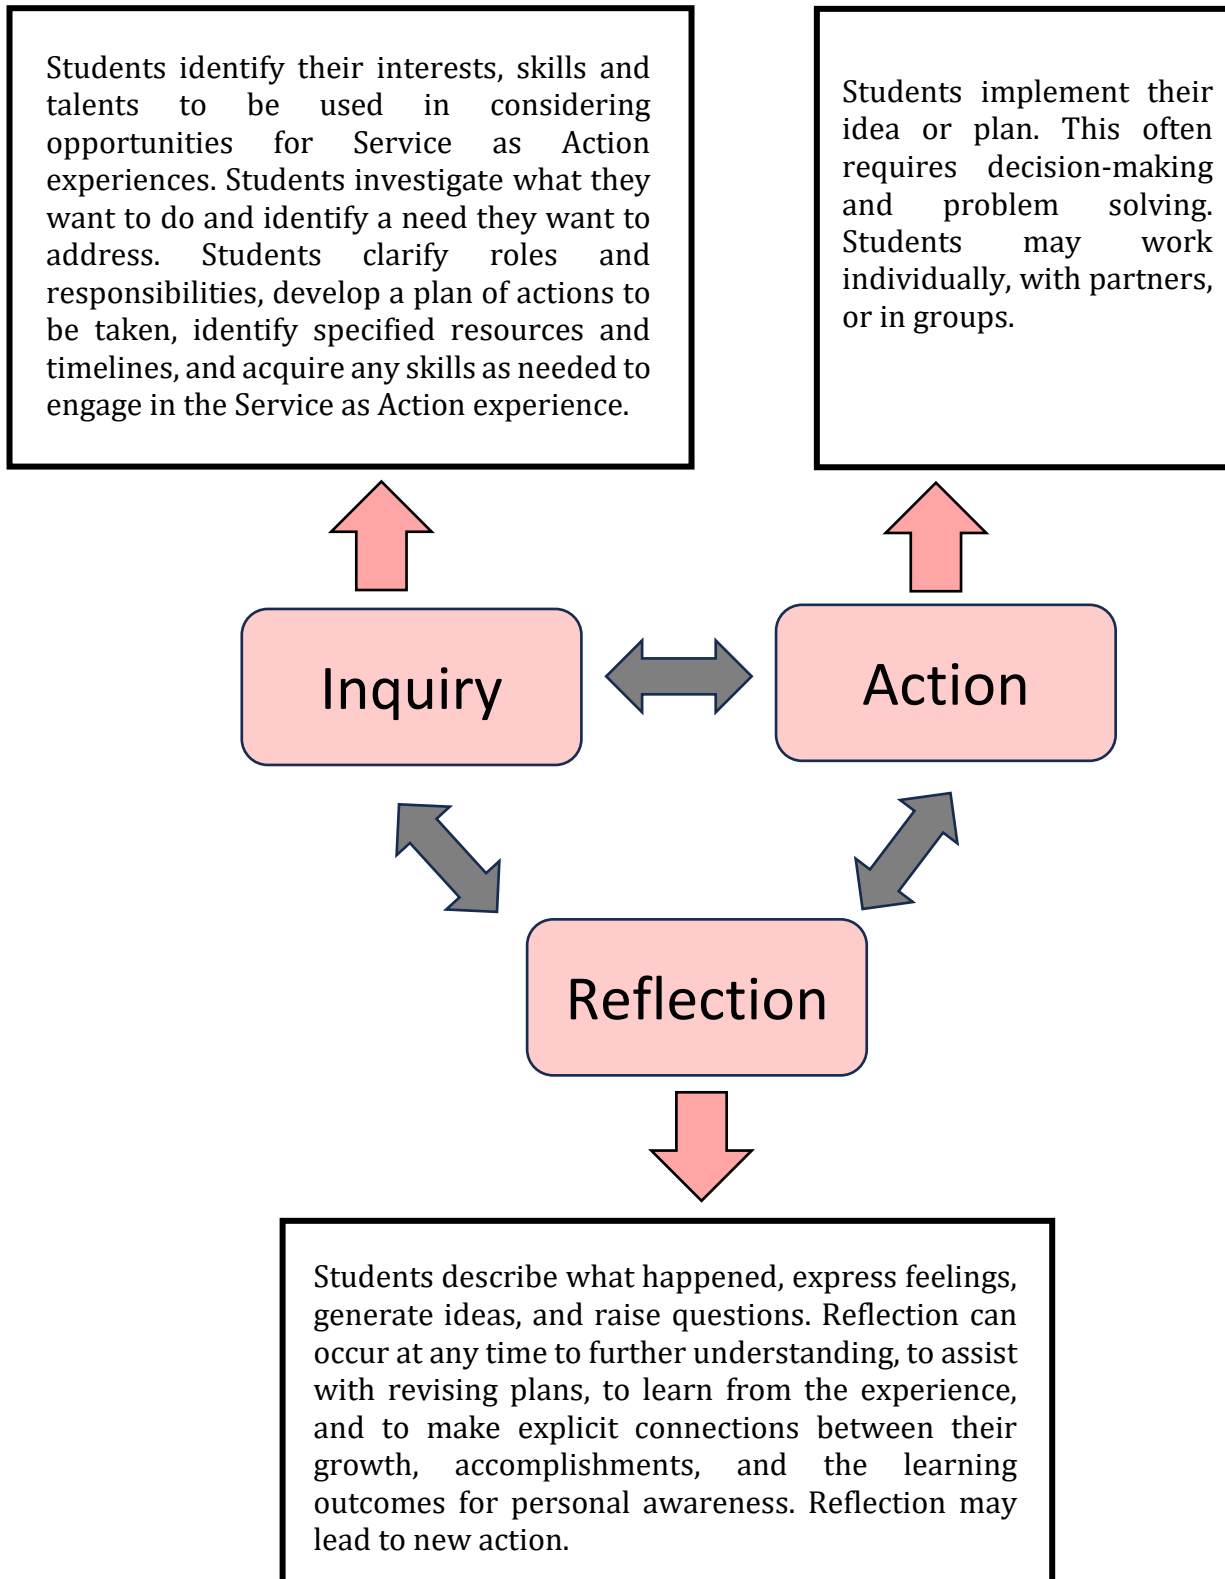 Students identify their interests, skills and
talents to be used in considering
opportunities for Service as Action
experiences. Students investigate what they
want to do and identify a need they want to
address. Students clarify roles and
responsibilities, develop a plan of actions to
be taken, identify specified resources and
timelines, and acquire any skills as needed to
engage in the Service as Action experience.
Students implement their
idea or plan. This often
requires decision-making
and problem solving.
Students may work
individually, with partners,
or in groups.
Inquiry
Action
Reflection
Students describe what happened, express feelings,
generate ideas, and raise questions. Reflection can
occur at any time to further understanding, to assist
with revising plans, to learn from the experience,
and to make explicit connections between their
growth, accomplishments, and the learning
outcomes for personal awareness. Reflection may
lead to new action.